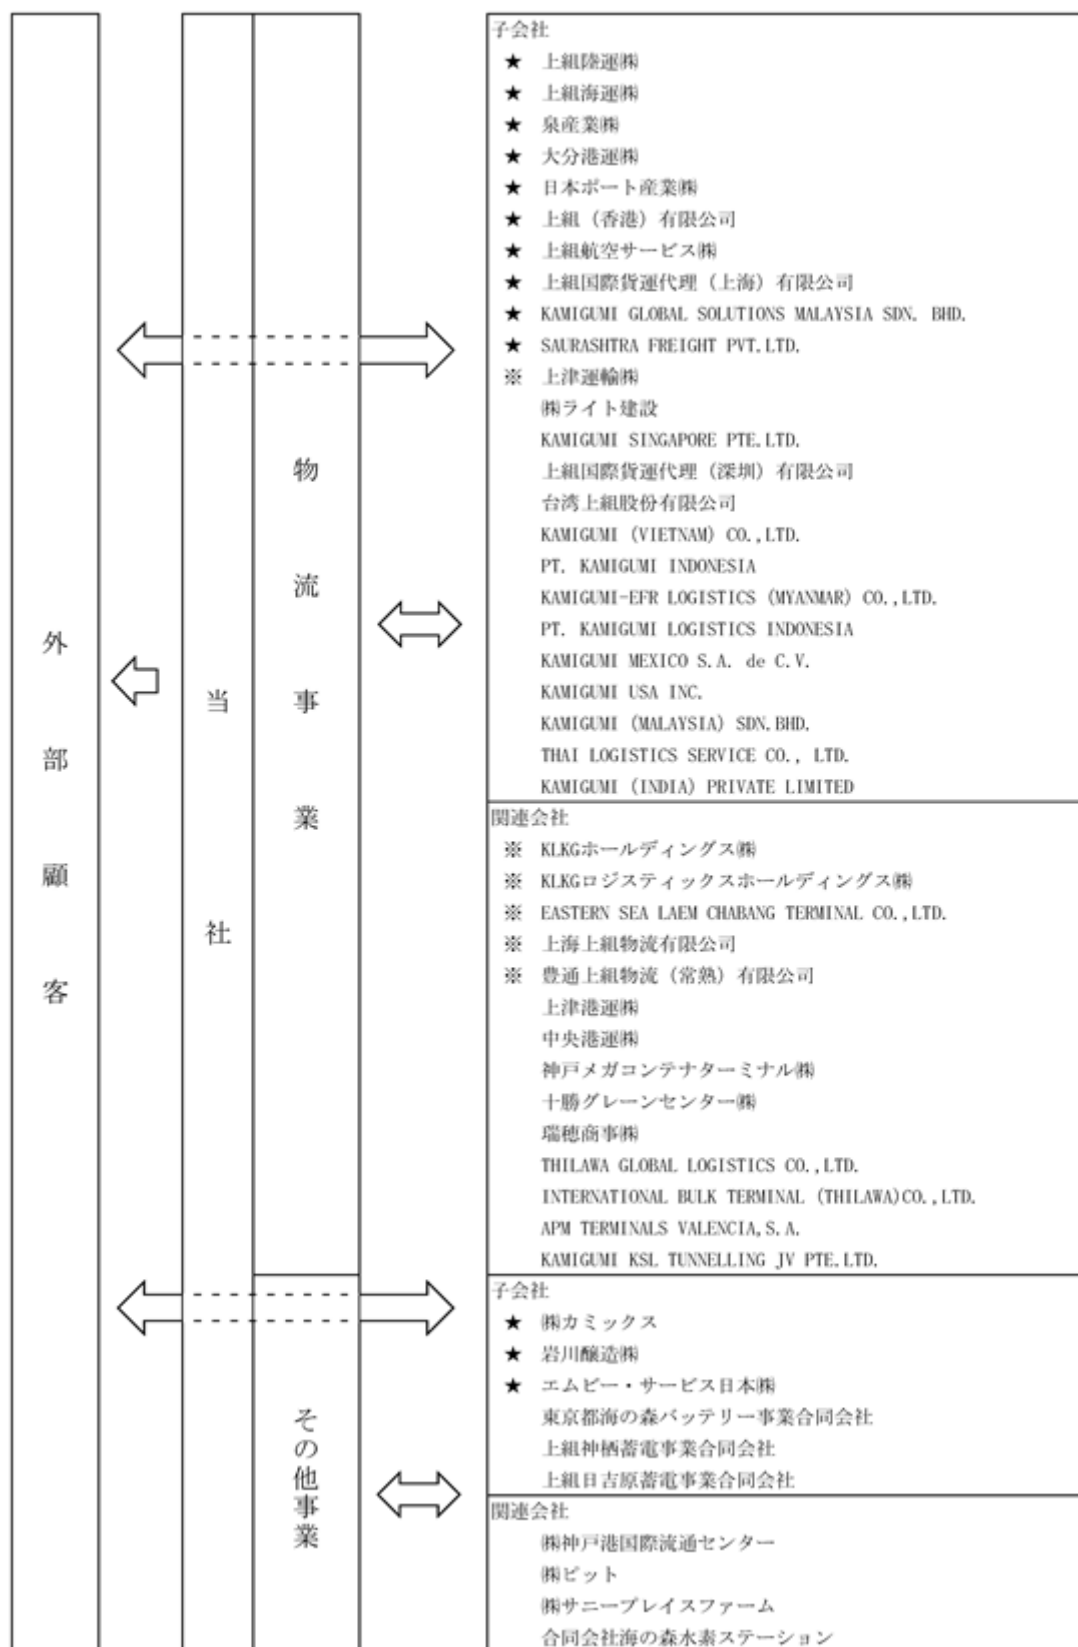 外部顧客
当社
物流事業
子会社
★ 上組陸運㈱
★ 上組海運㈱
★ 泉産業㈱
★ 大分港運㈱
★ 日本ポート産業㈱
★ 上組（香港）有限公司
★ 上組航空サービス㈱
★ 上組国際貨運代理（上海）有限公司
★ KAMIGUMI GLOBAL SOLUTIONS MALAYSIA SDN. BHD.
★ SAURASHTRA FREIGHT PVT.LTD.
※ 上津運輸㈱
㈱ライト建設
KAMIGUMI SINGAPORE PTE.LTD.
上組国際貨運代理（深圳）有限公司
台湾上組股份有限公司
KAMIGUMI (VIETNAM) CO.,LTD.
PT. KAMIGUMI INDONESIA
KAMIGUMI-EFR LOGISTICS (MYANMAR) CO.,LTD.
PT. KAMIGUMI LOGISTICS INDONESIA
KAMIGUMI MEXICO S.A. de C.V.
KAMIGUMI USA INC.
KAMIGUMI (MALAYSIA) SDN.BHD.
THAI LOGISTICS SERVICE CO., LTD.
KAMIGUMI (INDIA) PRIVATE LIMITED
関連会社
※ KLKGホールディングス㈱
※ KLKGロジスティックスホールディングス㈱
※ EASTERN SEA LAEM CHABANG TERMINAL CO.,LTD.
※ 上海上組物流有限公司
※ 豊通上組物流（常熟）有限公司
上津港運㈱
中央港運㈱
神戸メガコンテナターミナル㈱
十勝グレーンセンター㈱
瑞穂商事㈱
THILAWA GLOBAL LOGISTICS CO.,LTD.
INTERNATIONAL BULK TERMINAL (THILAWA)CO.,LTD.
APM TERMINALS VALENCIA,S.A.
KAMIGUMI KSL TUNNELLING JV PTE.LTD.
その他事業
子会社
★ ㈱カミックス
★ 岩川醸造㈱
★ エムビー・サービス日本㈱
東京都海の森バッテリー事業合同会社
上組神栖蓄電事業合同会社
上組日吉原蓄電事業合同会社
関連会社
㈱神戸港国際流通センター
㈱ピット
㈱サニープレイスファーム
合同会社海の森水素ステーション